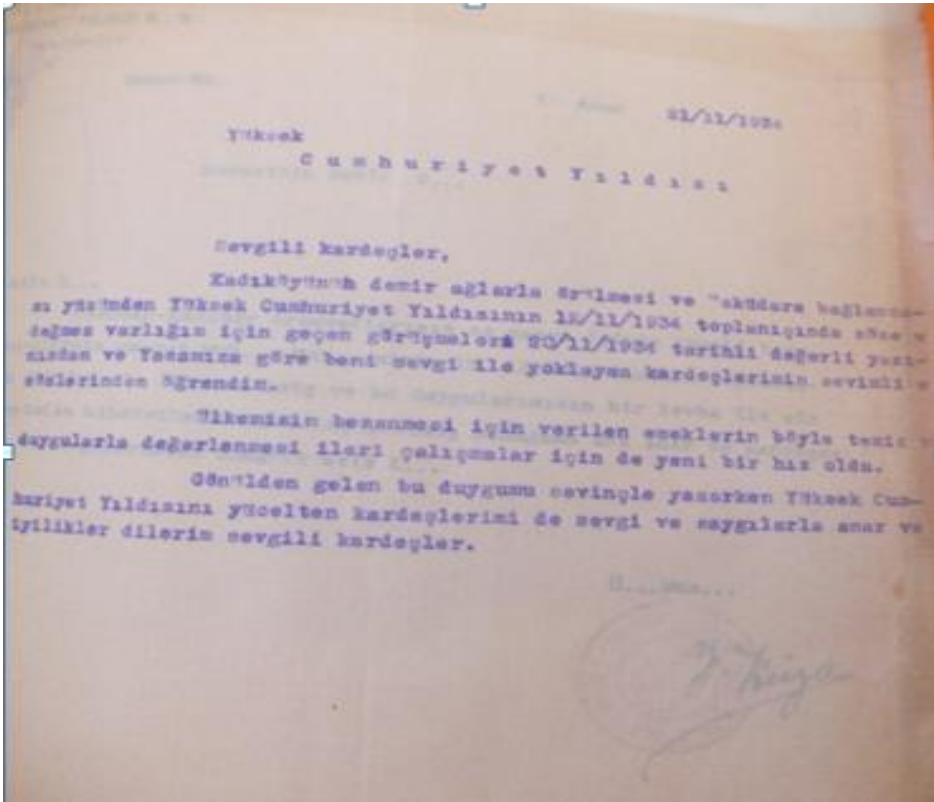 21/11/1934
Yüksek
Cumhuriyet Yıldızı
Sevgili kardeşler,
Kadıköyünün demir ağlarla örülmesi ve Üsküdara bağlanma-
sı yüzünden Yüksek Cumhuriyet Yıldızının /11/1934 toplanışında söze
değmez varlığım için geçen görüşmelerı 20/11/1934 tarihli değerli yazı-
nızdan ve Yasamıza göre beni sevgi ile yoklayan kardeşlerimin sevimli
sözlerinden öğrendim.
Ülkemizin bezenmesi için verilen emeklerin böyle temiz
duygularla değerlenmesi ileri çalışmalar için de yeni bir hız oldu.
Gönülden gelen bu duygumu sevinçle yazarken Yüksek Cum-
huriyet Yıldızını yücelten kardeşlerimi de sevgi ve saygılarla anar ve
iyilikler dilerim sevgili kardeşler.